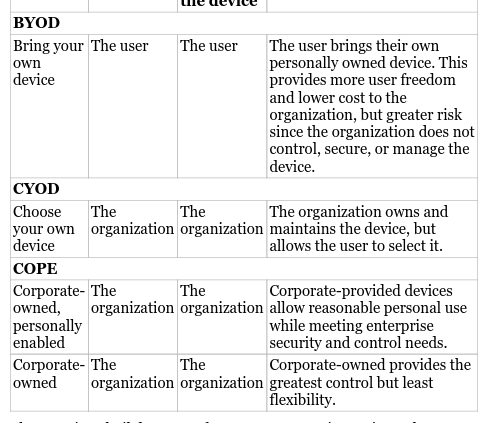 the device
BYOD
Bring your own device | The user | The user | The user brings their own personally owned device. This provides more user freedom and lower cost to the organization, but greater risk since the organization does not control, secure, or manage the device.
CYOD
Choose your own device | The organization | The organization | The organization owns and maintains the device, but allows the user to select it.
COPE
Corporate-owned, personally enabled | The organization | The organization | Corporate-provided devices allow reasonable personal use while meeting enterprise security and control needs.
Corporate-owned | The organization | The organization | Corporate-owned provides the greatest control but least flexibility.